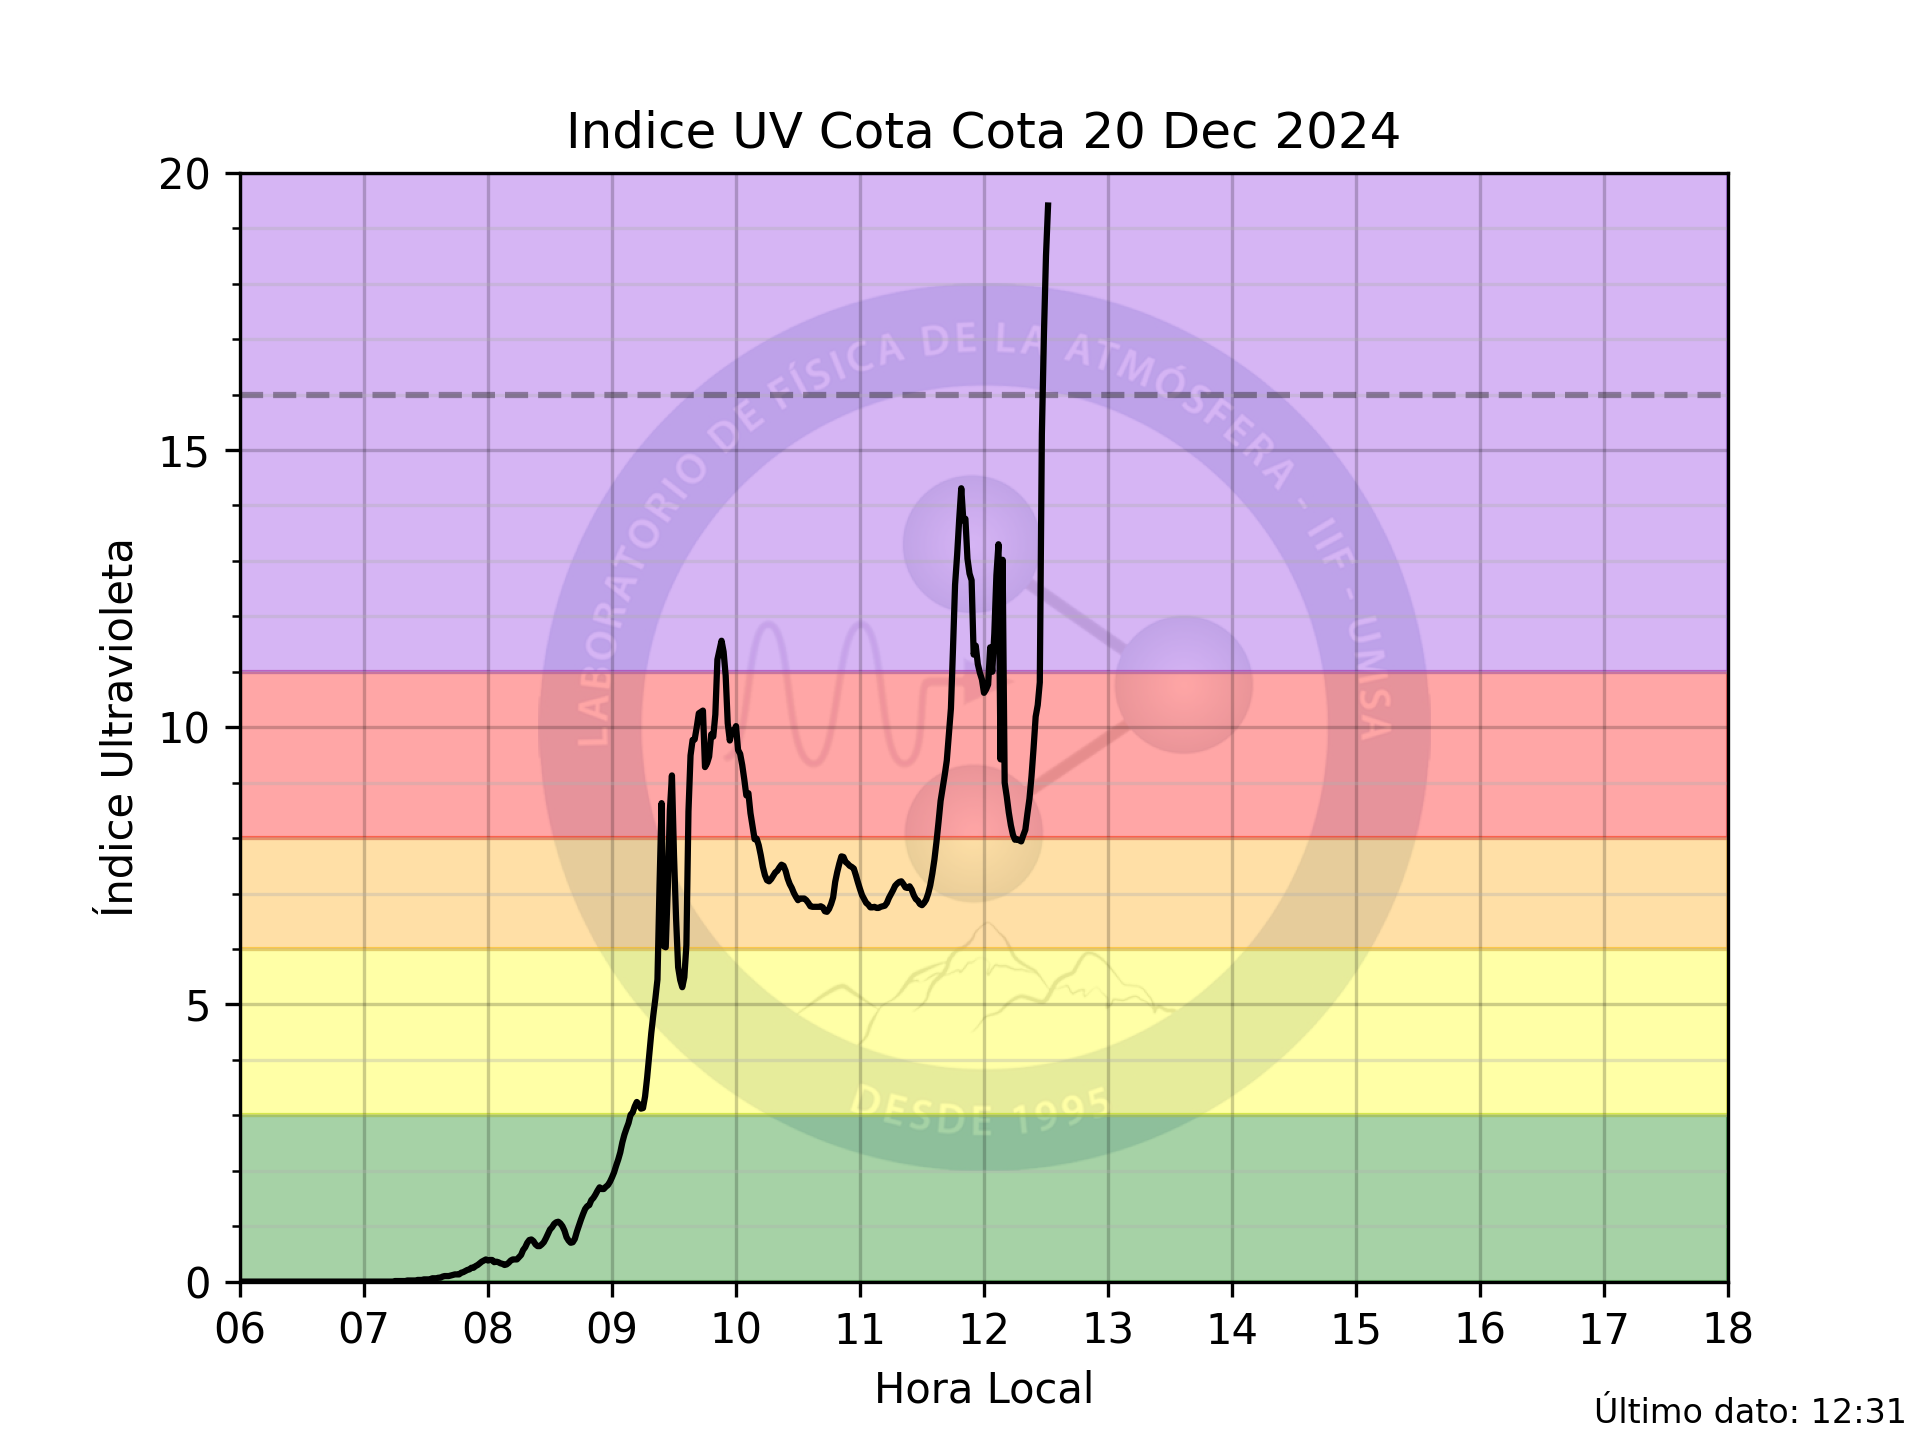 Indice UV Cota Cota 20 Dec 2024
20
15
10
5
0
Índice Ultravioleta
LABORATORIO DE FÍSICA DE LA ATMÓSFERA - IIF - UMSA
DESDE 1995
06 07 08 09 10 11 12 13 14 15 16 17 18
Hora Local
Último dato: 12:31